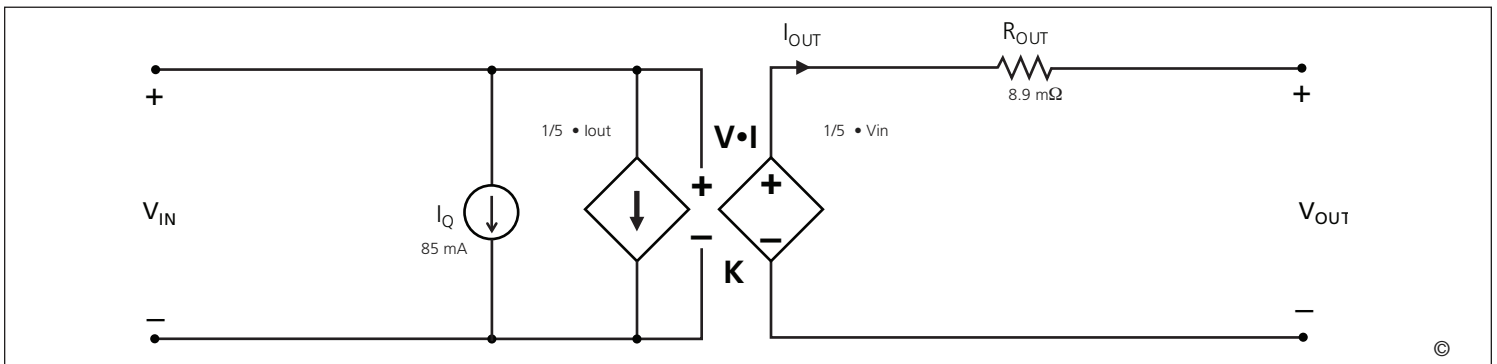 I_OUT
R_OUT
8.9 mΩ
+
+
1/5 • Iout
V•I
1/5 • Vin
+
+
V_IN
I_Q
85 mA
V_OUT
–
–
K
–
–
©